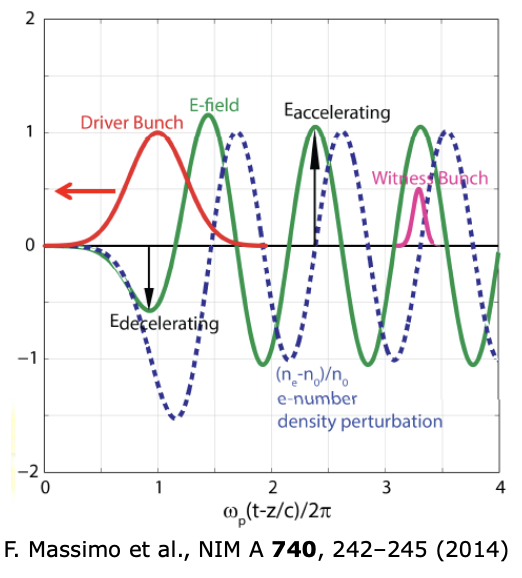 2
E-field
Driver Bunch
Eaccelerating
1
Witness Bunch
0
Edecelerating
−1
(nₑ-n₀)/n₀
e-number
density perturbation
−2
0 1 2 3 4
ωₚ(t-z/c)/2π
F. Massimo et al., NIM A 740, 242–245 (2014)